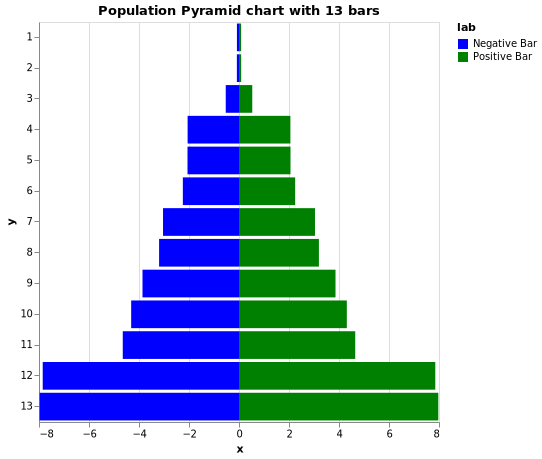 Population Pyramid chart with 13 bars
lab
Negative Bar
Positive Bar
y
1
2
3
4
5
6
7
8
9
10
11
12
13
−8 −6 −4 −2 0 2 4 6 8
x